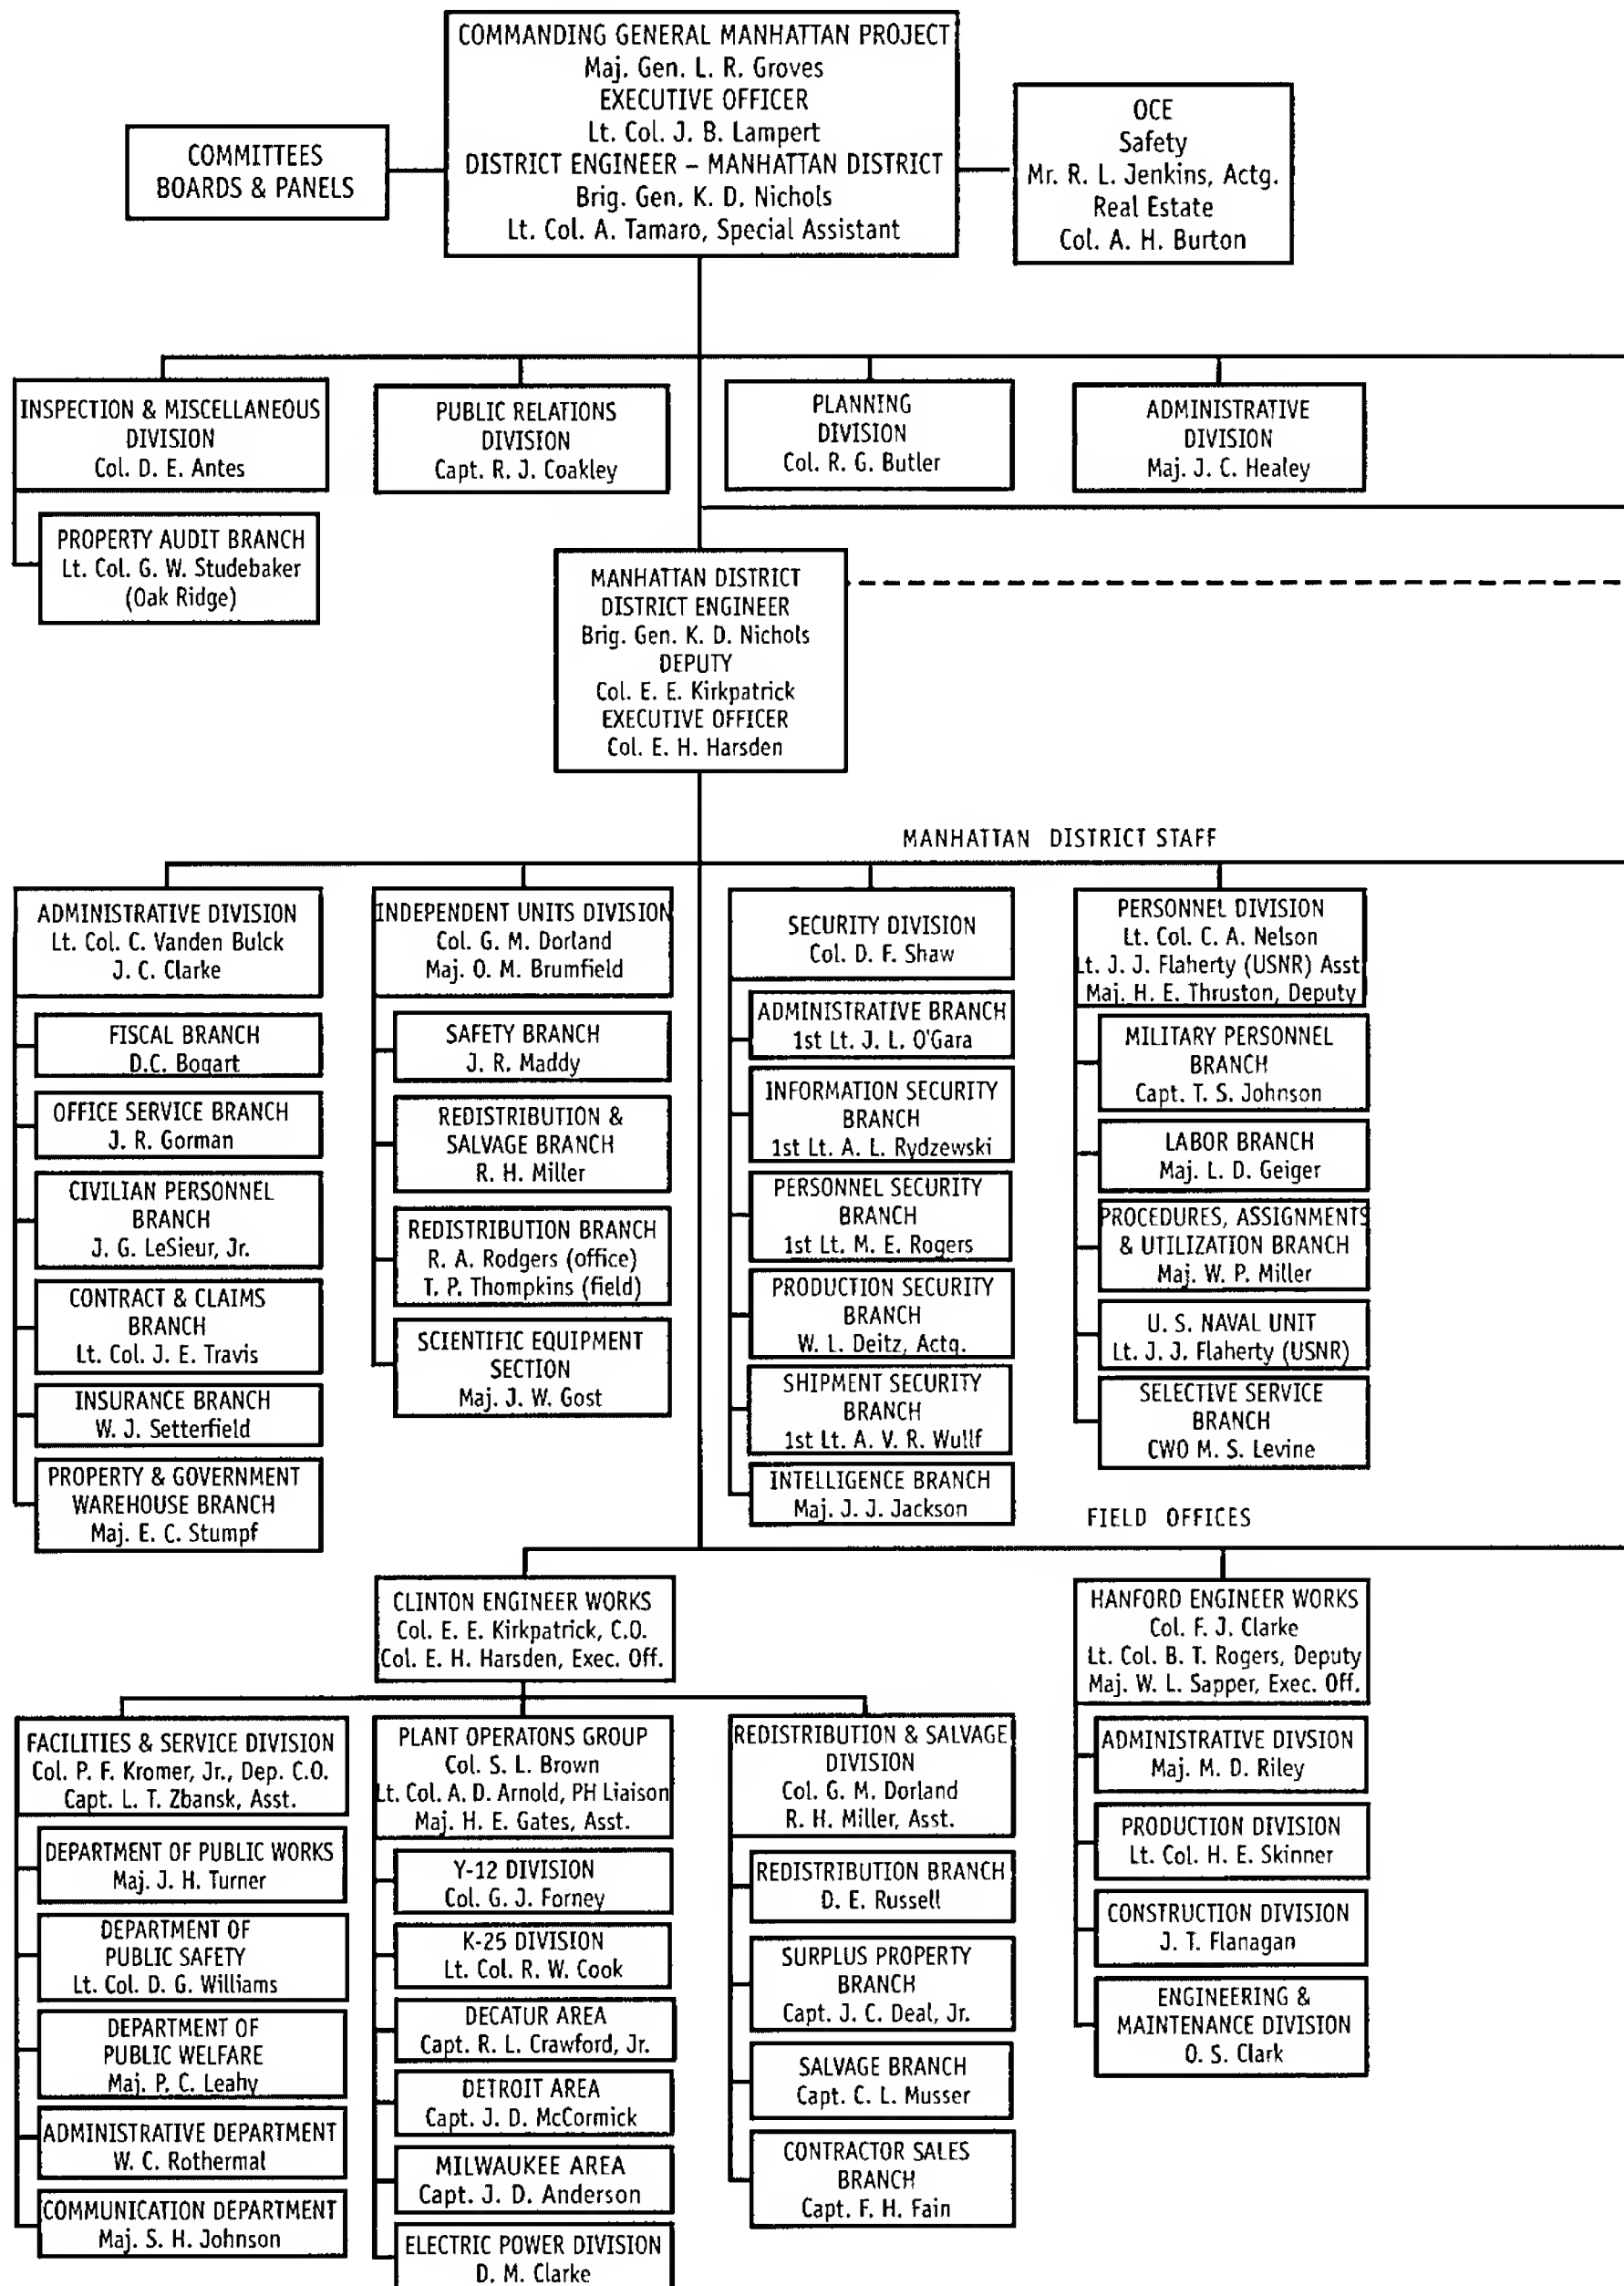 COMMANDING GENERAL MANHATTAN PROJECT
Maj. Gen. L. R. Groves
EXECUTIVE OFFICER
Lt. Col. J. B. Lampert
DISTRICT ENGINEER – MANHATTAN DISTRICT
Brig. Gen. K. D. Nichols
Lt. Col. A. Tamaro, Special Assistant
COMMITTEES
BOARDS & PANELS
OCE
Safety
Mr. R. L. Jenkins, Actg.
Real Estate
Col. A. H. Burton
INSPECTION & MISCELLANEOUS
DIVISION
Col. D. E. Antes
PROPERTY AUDIT BRANCH
Lt. Col. G. W. Studebaker
(Oak Ridge)
PUBLIC RELATIONS
DIVISION
Capt. R. J. Coakley
PLANNING
DIVISION
Col. R. G. Butler
ADMINISTRATIVE
DIVISION
Maj. J. C. Healey
MANHATTAN DISTRICT
DISTRICT ENGINEER
Brig. Gen. K. D. Nichols
DEPUTY
Col. E. E. Kirkpatrick
EXECUTIVE OFFICER
Col. E. H. Harsden
MANHATTAN DISTRICT STAFF
ADMINISTRATIVE DIVISION
Lt. Col. C. Vanden Bulck
J. C. Clarke
FISCAL BRANCH
D.C. Bogart
OFFICE SERVICE BRANCH
J. R. Gorman
CIVILIAN PERSONNEL
BRANCH
J. G. LeSieur, Jr.
CONTRACT & CLAIMS
BRANCH
Lt. Col. J. E. Travis
INSURANCE BRANCH
W. J. Setterfield
PROPERTY & GOVERNMENT
WAREHOUSE BRANCH
Maj. E. C. Stumpf
INDEPENDENT UNITS DIVISION
Col. G. M. Dorland
Maj. O. M. Brumfield
SAFETY BRANCH
J. R. Maddy
REDISTRIBUTION &
SALVAGE BRANCH
R. H. Miller
REDISTRIBUTION BRANCH
R. A. Rodgers (office)
T. P. Thompkins (field)
SCIENTIFIC EQUIPMENT
SECTION
Maj. J. W. Gost
SECURITY DIVISION
Col. D. F. Shaw
ADMINISTRATIVE BRANCH
1st Lt. J. L. O'Gara
INFORMATION SECURITY
BRANCH
1st Lt. A. L. Rydzewski
PERSONNEL SECURITY
BRANCH
1st Lt. M. E. Rogers
PRODUCTION SECURITY
BRANCH
W. L. Deitz, Actg.
SHIPMENT SECURITY
BRANCH
1st Lt. A. V. R. Wullf
INTELLIGENCE BRANCH
Maj. J. J. Jackson
PERSONNEL DIVISION
Lt. Col. C. A. Nelson
Lt. J. J. Flaherty (USNR) Asst
Maj. H. E. Thruston, Deputy
MILITARY PERSONNEL
BRANCH
Capt. T. S. Johnson
LABOR BRANCH
Maj. L. D. Geiger
PROCEDURES, ASSIGNMENTS
& UTILIZATION BRANCH
Maj. W. P. Miller
U. S. NAVAL UNIT
Lt. J. J. Flaherty (USNR)
SELECTIVE SERVICE
BRANCH
CWO M. S. Levine
FIELD OFFICES
CLINTON ENGINEER WORKS
Col. E. E. Kirkpatrick, C.O.
Col. E. H. Harsden, Exec. Off.
FACILITIES & SERVICE DIVISION
Col. P. F. Kromer, Jr., Dep. C.O.
Capt. L. T. Zbansk, Asst.
DEPARTMENT OF PUBLIC WORKS
Maj. J. H. Turner
DEPARTMENT OF
PUBLIC SAFETY
Lt. Col. D. G. Williams
DEPARTMENT OF
PUBLIC WELFARE
Maj. P. C. Leahy
ADMINISTRATIVE DEPARTMENT
W. C. Rothermal
COMMUNICATION DEPARTMENT
Maj. S. H. Johnson
PLANT OPERATONS GROUP
Col. S. L. Brown
Lt. Col. A. D. Arnold, PH Liaison
Maj. H. E. Gates, Asst.
Y-12 DIVISION
Col. G. J. Forney
K-25 DIVISION
Lt. Col. R. W. Cook
DECATUR AREA
Capt. R. L. Crawford, Jr.
DETROIT AREA
Capt. J. D. McCormick
MILWAUKEE AREA
Capt. J. D. Anderson
ELECTRIC POWER DIVISION
D. M. Clarke
REDISTRIBUTION & SALVAGE
DIVISION
Col. G. M. Dorland
R. H. Miller, Asst.
REDISTRIBUTION BRANCH
D. E. Russell
SURPLUS PROPERTY
BRANCH
Capt. J. C. Deal, Jr.
SALVAGE BRANCH
Capt. C. L. Musser
CONTRACTOR SALES
BRANCH
Capt. F. H. Fain
HANFORD ENGINEER WORKS
Col. F. J. Clarke
Lt. Col. B. T. Rogers, Deputy
Maj. W. L. Sapper, Exec. Off.
ADMINISTRATIVE DIVSION
Maj. M. D. Riley
PRODUCTION DIVISION
Lt. Col. H. E. Skinner
CONSTRUCTION DIVISION
J. T. Flanagan
ENGINEERING &
MAINTENANCE DIVISION
O. S. Clark